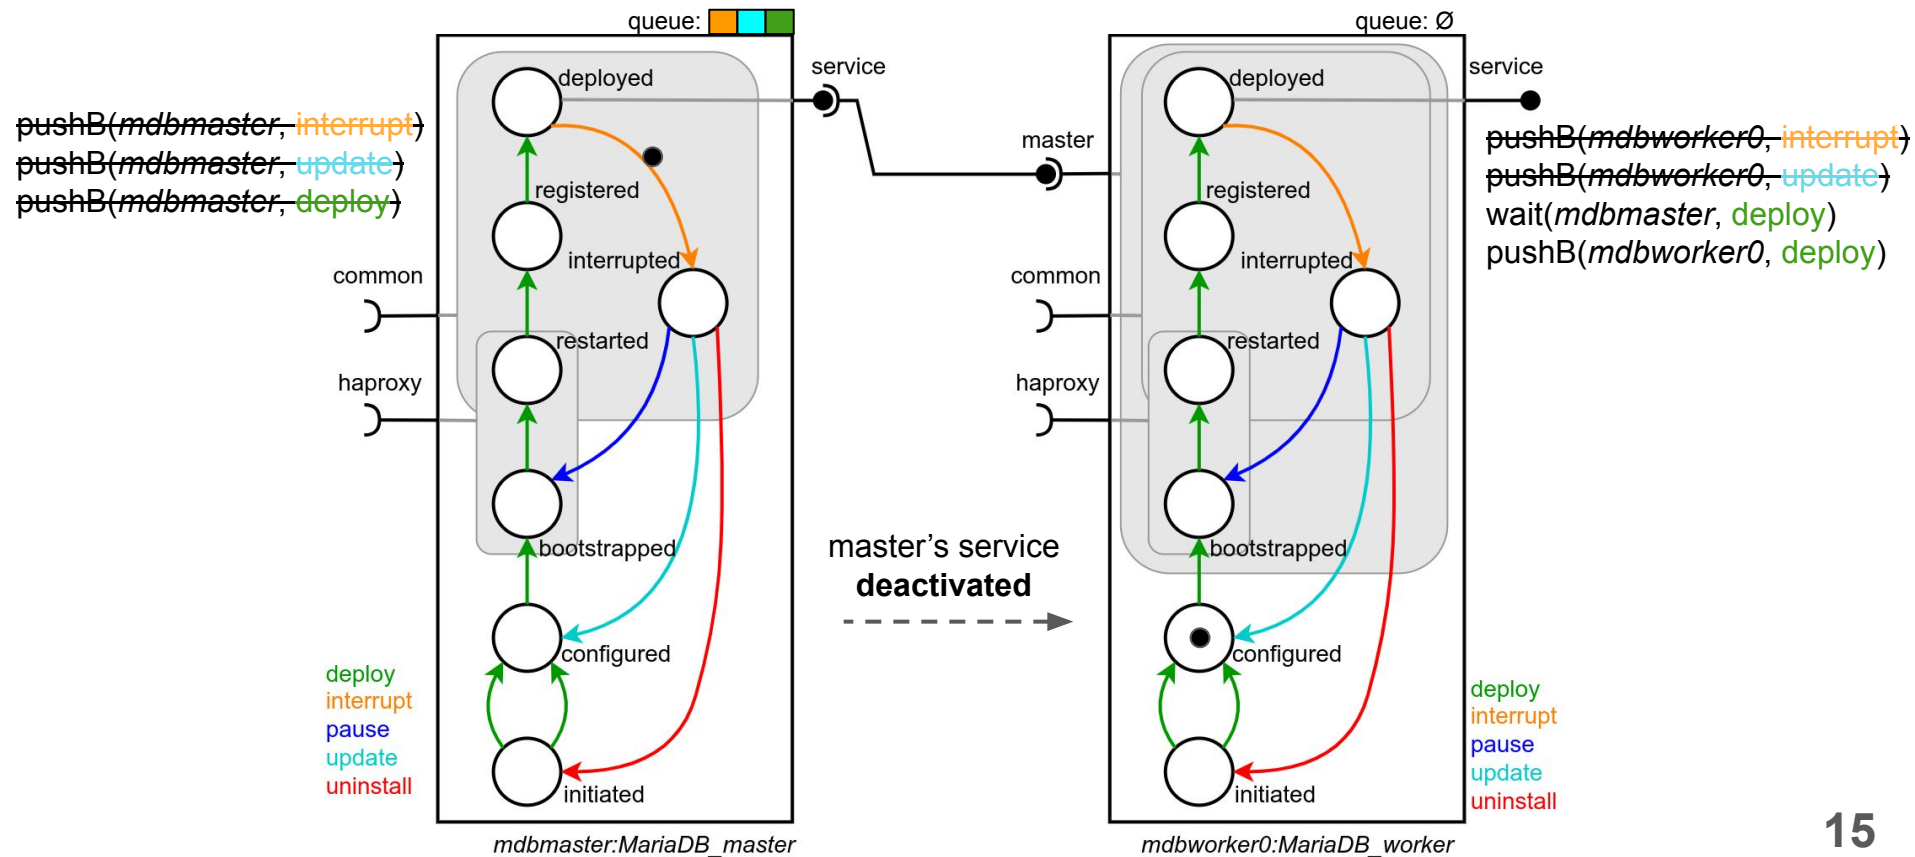 queue:
pushB(mdbmaster, interrupt)
pushB(mdbmaster, update)
pushB(mdbmaster, deploy)
deployed
service
registered
interrupted
common
restarted
haproxy
bootstrapped
configured
deploy
interrupt
pause
update
uninstall
initiated
mdbmaster:MariaDB_master
master's service
deactivated
queue: Ø
deployed
service
master
registered
interrupted
common
restarted
haproxy
bootstrapped
configured
initiated
pushB(mdbworker0, interrupt)
pushB(mdbworker0, update)
wait(mdbmaster, deploy)
pushB(mdbworker0, deploy)
deploy
interrupt
pause
update
uninstall
mdbworker0:MariaDB_worker
15